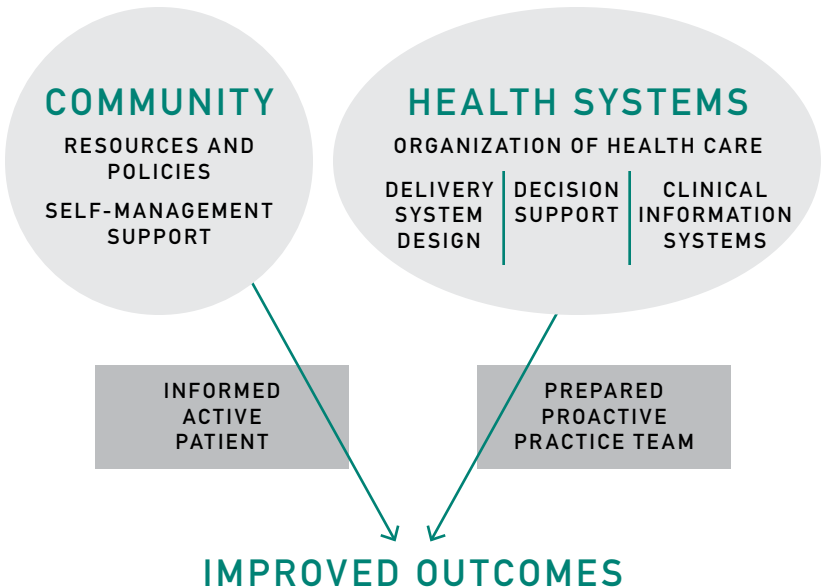 COMMUNITY
RESOURCES AND
POLICIES
SELF-MANAGEMENT
SUPPORT
HEALTH SYSTEMS
ORGANIZATION OF HEALTH CARE
DELIVERY
SYSTEM
DESIGN
DECISION
SUPPORT
CLINICAL
INFORMATION
SYSTEMS
INFORMED
ACTIVE
PATIENT
PREPARED
PROACTIVE
PRACTICE TEAM
IMPROVED OUTCOMES